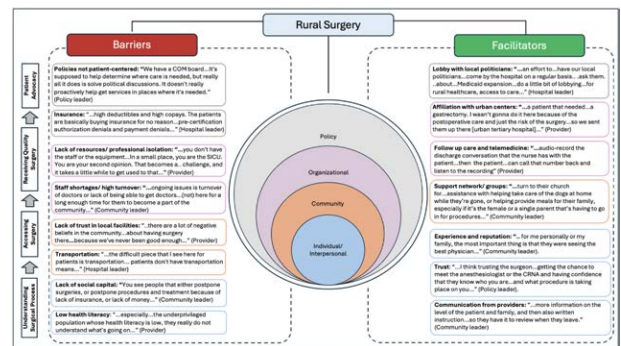 Rural Surgery
Barriers
Facilitators
Patient
Advocacy
Receiving Quality
Surgery
Accessing
Surgery
Understanding
Surgical Process
Policies not patient-centered: "We have a COM board…it's
supposed to help determine where care is needed, but really
all it does is solve political discussions. It doesn't really
proactively help get services in places where it's needed."
(Policy leader)
Insurance: "…high deductibles and high copays. The patients
are basically buying insurance for no reason…pre-certification
authorization denials and payment denials…" (Hospital leader)
Lack of resources/ professional isolation: "…you don't have
the staff or the equipment…In a small place, you are the SICU.
You are your second opinion. That becomes a.. challenge, and
it takes a little while to get used to that…" (Provider)
Staff shortages/ high turnover: "…ongoing issues is turnover
of doctors or lack of being able to get doctors…not here for
a long enough time for them to become a part of the
community…" (Community leader)
Lack of trust in local facilities: "…there are a lot of negative
beliefs in the community…about having surgery
there…because we've never been good enough…" (Provider)
Transportation: "…the difficult piece that I see here for
patients is transportation… patients don't have transportation
means…" (Hospital leader)
Lack of social capital: "You see people that either postpone
surgeries, or postpone procedures and treatment because of
lack of insurance, or lack of money…" (Community leader)
Low health literacy: "…especially…the underprivileged
population whose health literacy is low, they really do not
understand what's going on…" (Provider)
Policy
Organizational
Community
Individual/
Interpersonal
Lobby with local politicians: "…an effort to…have our local
politicians…come by the hospital on a regular basis… ask them
…about…Medicaid expansion…do a little bit of lobbying…for
rural healthcare, access to care…" (Hospital leader)
Affiliation with urban centers: "…a patient that needed…a
gastrectomy. I wasn't gonna do it here because of the
postoperative care and just the risk of the surgery…so we sent
them up there [urban tertiary hospital]…" (Provider)
Follow up care and telemedicine: "…audio-record the
discharge conversation that the nurse has with the
patient…then the patient can call that number back and
listen to the recording" (Provider)
Support network/ groups: "…turn to their church
for…assistance with helping take care of the dogs at home
while they're gone, or helping provide meals for their family,
especially if it's the female or a single parent that's having to go
in for procedures…" (Community leader)
Experience and reputation: "… for me personally or my
family, the most important thing is that they were seeing the
best physician…" (Community leader)
Trust: "…I think trusting the surgeon…getting the chance to
meet the anesthesiologist or the CRNA and having confidence
that they know who you are…and what procedure is taking
place on you…" (Policy leader).
Communication from providers: "…more information on the
level of the patient and family, and then also written
instruction…so they have it to review when they leave."
(Community leader)